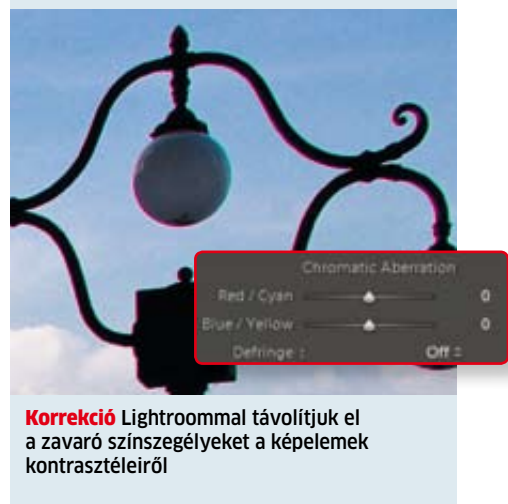 Chromatic Aberration
Red / Cyan 0
Blue / Yellow 0
Defringe : Off
Korrekció Lightroommal távolítjuk el
a zavaró színszegélyeket a képelemek
kontrasztéleiről